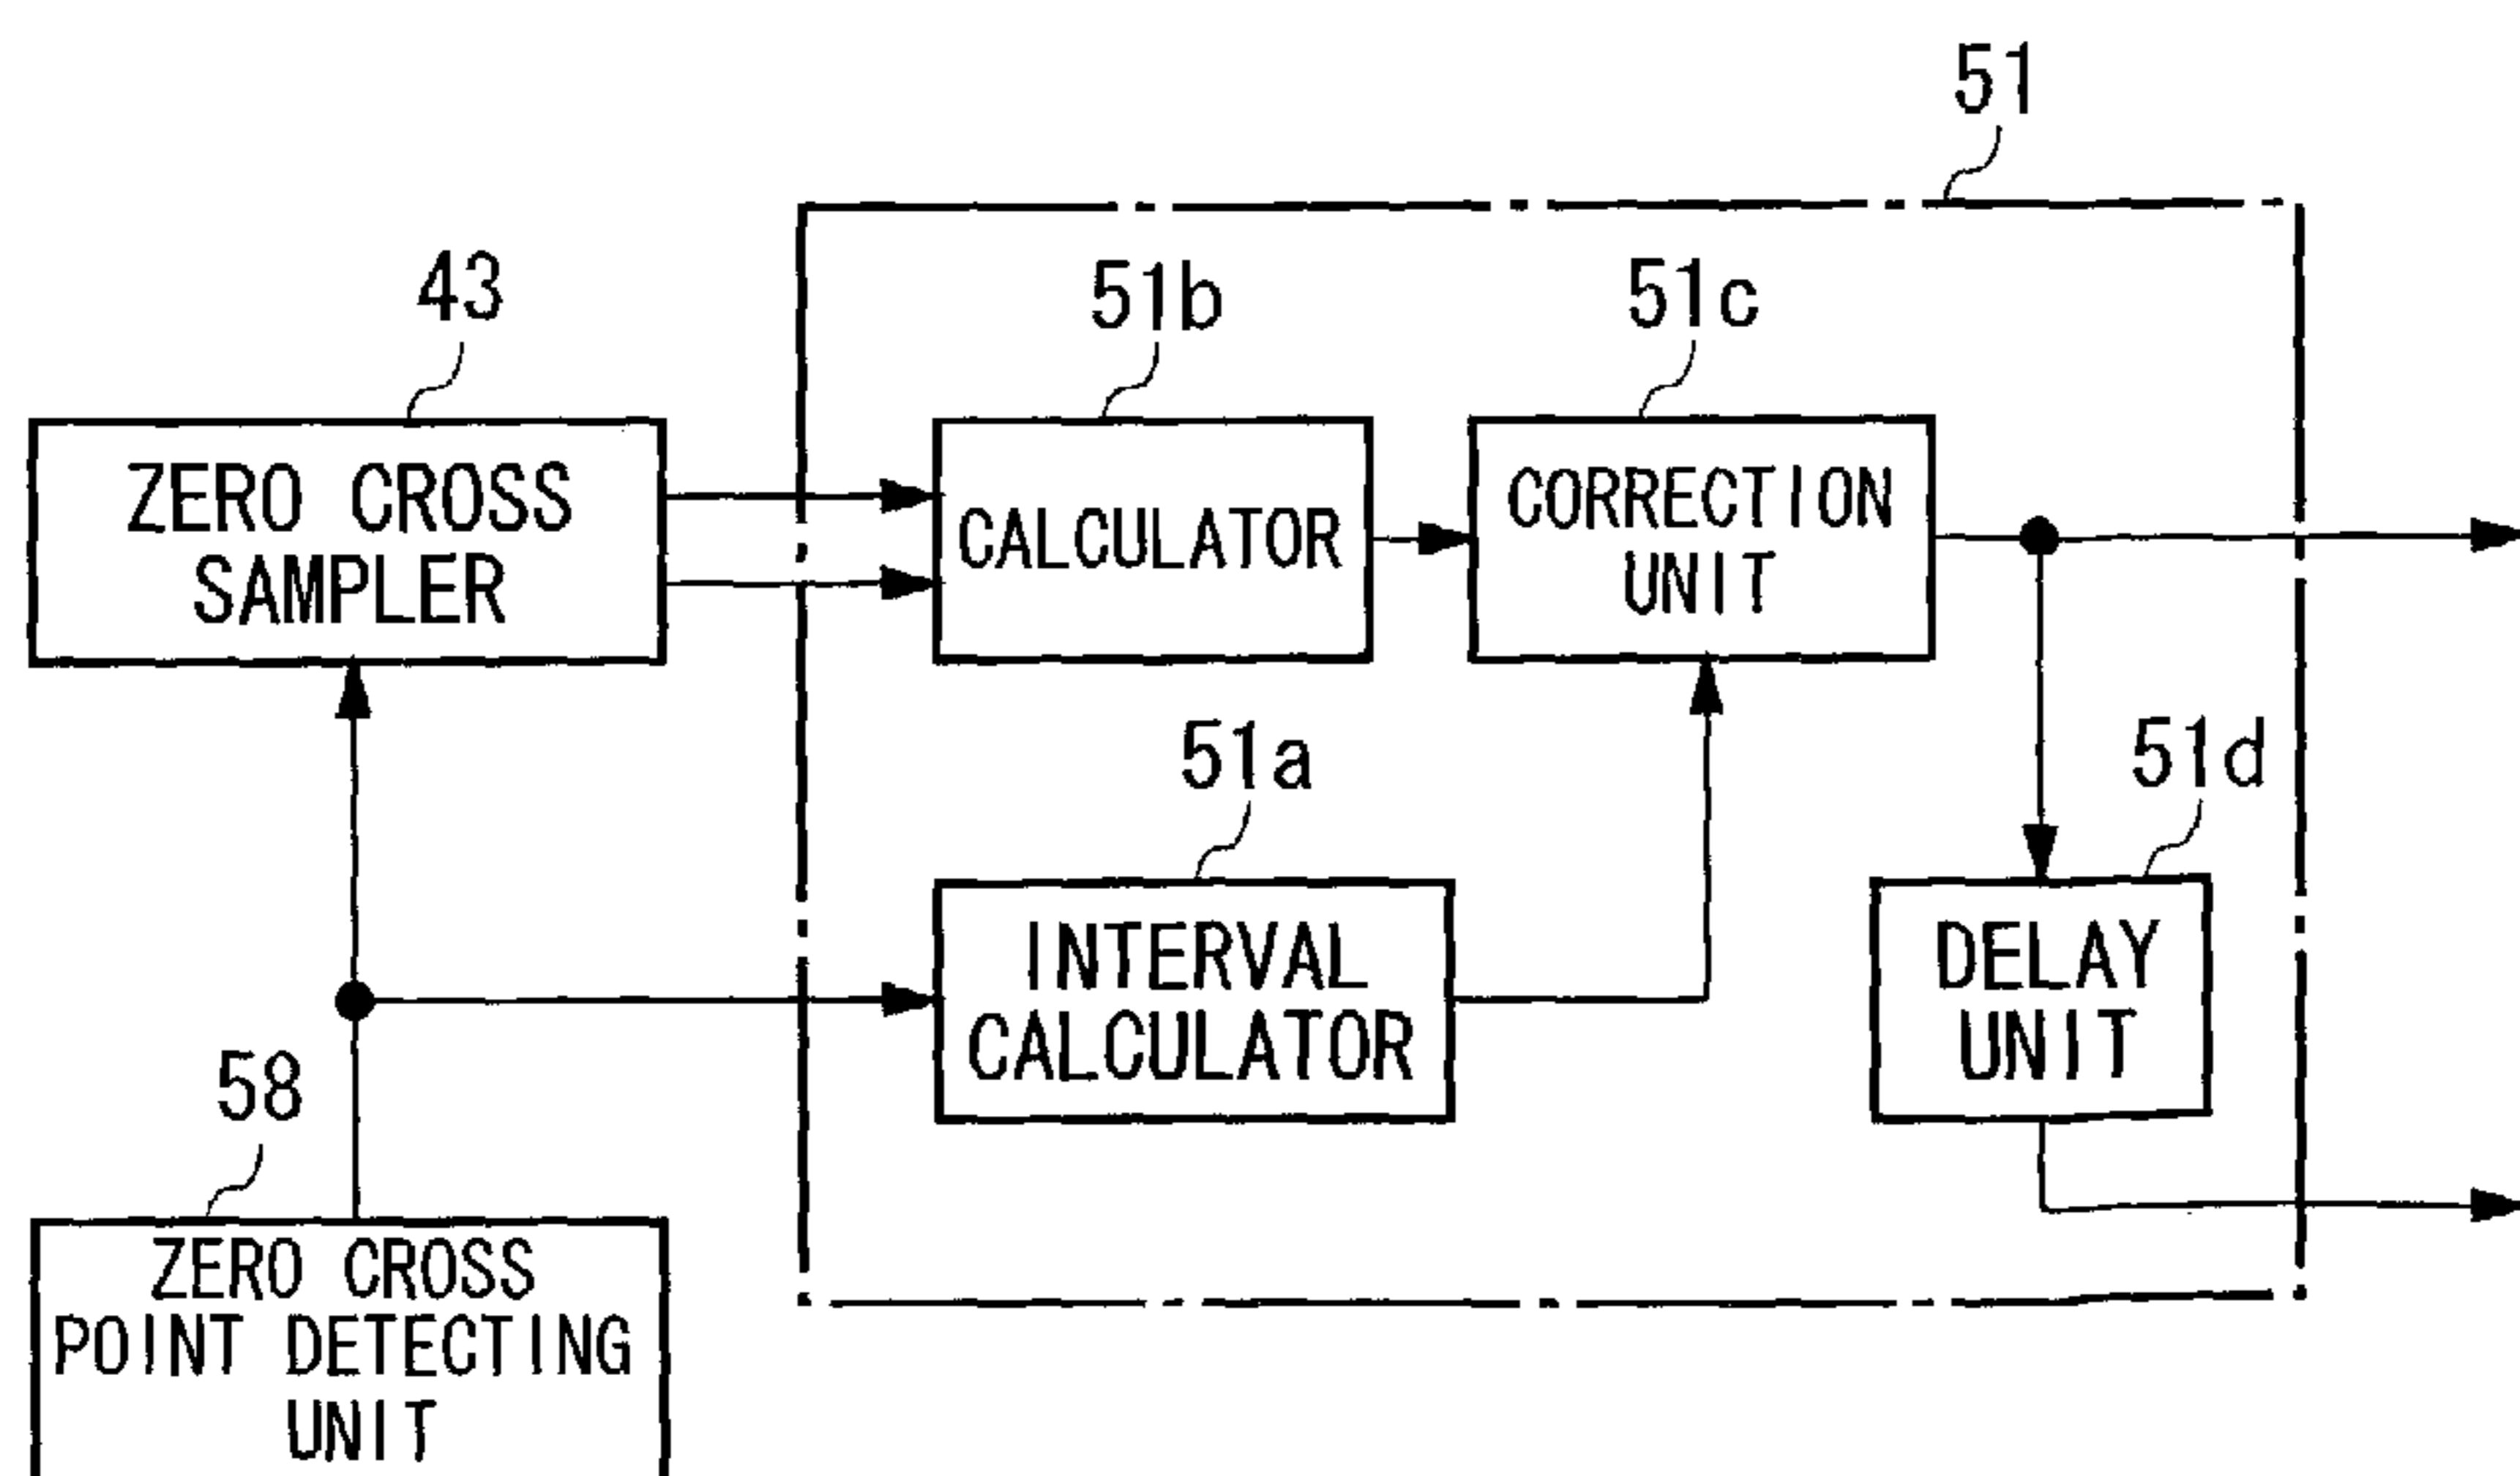 51
43
51b
51c
ZERO CROSS
SAMPLER
CALCULATOR
CORRECTION
UNIT
51a
51d
INTERVAL
CALCULATOR
DELAY
UNIT
58
ZERO CROSS
POINT DETECTING
UNIT